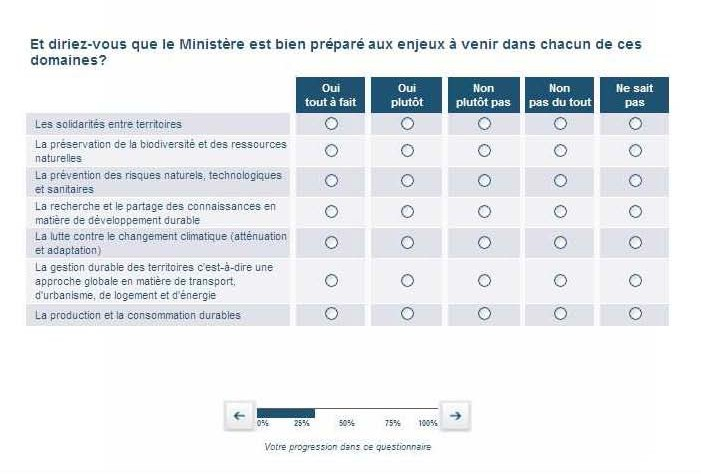 Et diriez-vous que le Ministère est bien préparé aux enjeux à venir dans chacun de ces
domaines?
Oui Oui Non Non Ne sait
tout à fait plutôt plutôt pas pas du tout pas
Les solidarités entre territoires
La préservation de la biodiversité et des ressources
naturelles
La prévention des risques naturels, technologiques
et sanitaires
La recherche et le partage des connaissances en
matière de développement durable
La lutte contre le changement climatique (atténuation
et adaptation)
La gestion durable des territoires c'est-à-dire une
approche globale en matière de transport,
d'urbanisme, de logement et d'énergie
La production et la consommation durables
0% 25% 50% 75% 100%
Votre progression dans ce questionnaire